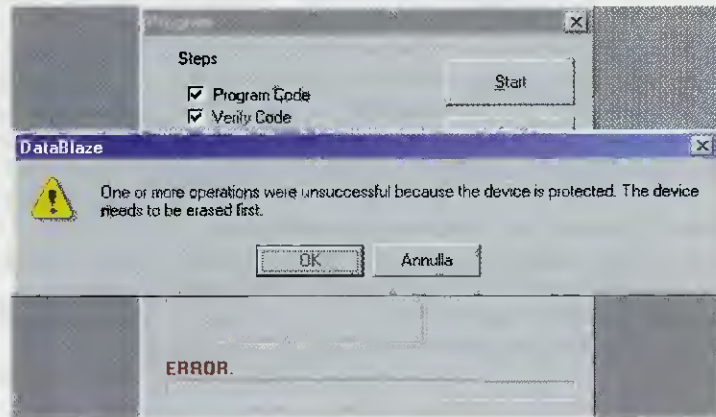 Program
Steps
Start
Program Code
Verify Code
DataBlaze
One or more operations were unsuccessful because the device is protected. The device
needs to be erased first.
OK
Annulla
ERROR.